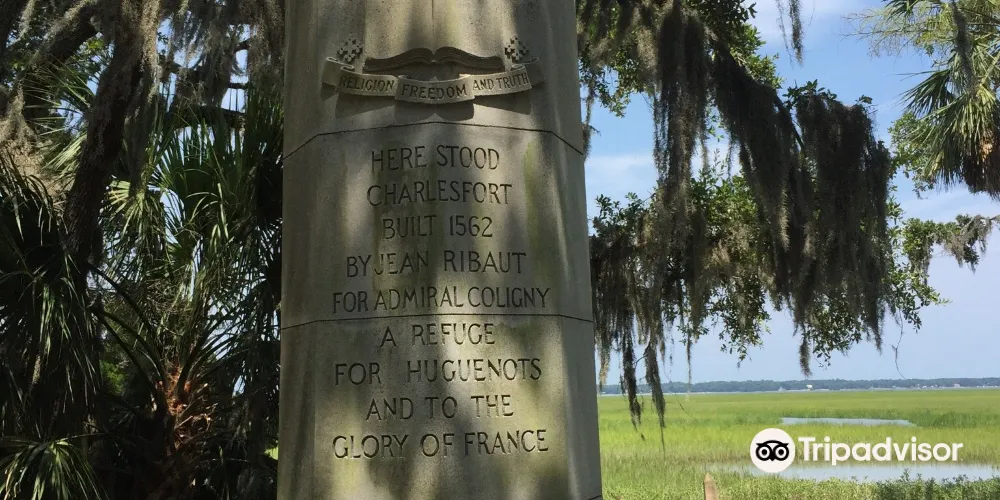 RELIGION FREEDOM AND TRUTH
HERE STOOD
CHARLESFORT
BUILT 1562
BY JEAN RIBAUT
FOR ADMIRAL COLIGNY
A REFUGE
FOR HUGUENOTS
AND TO THE
GLORY OF FRANCE
Tripadvisor